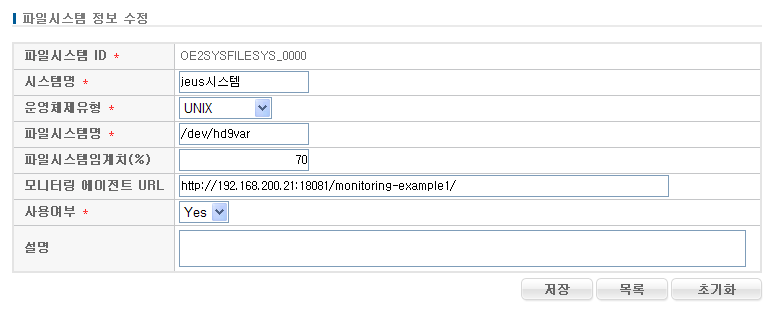 파일시스템 정보 수정
파일시스템 ID * OE2SYSFILESYS_0000
시스템명 * jeus시스템
운영체제유형 * UNIX
파일시스템명 * /dev/hd9var
파일시스템임계치(%) 70
모니터링 에이전트 URL http://192.168.200.21:18081/monitoring-example1/
사용여부 * Yes
설명
저장 목록 초기화